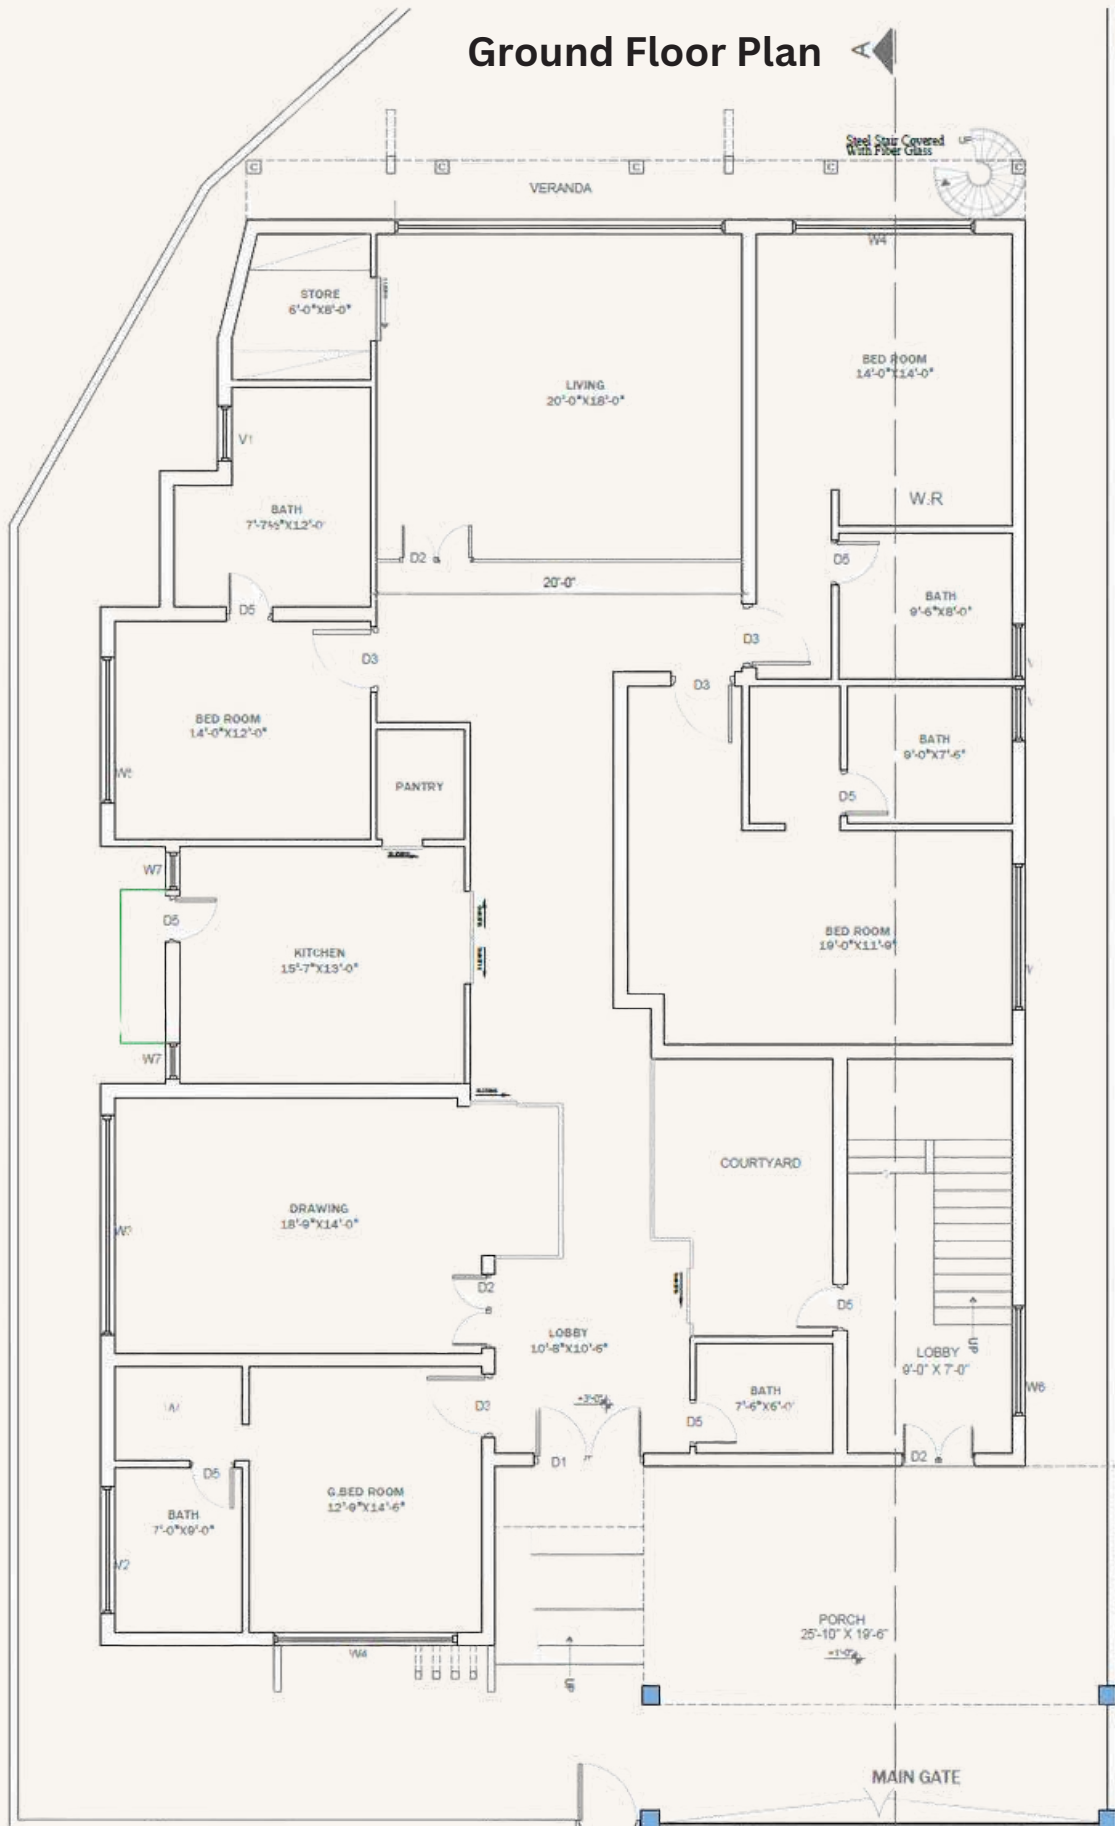 Ground Floor Plan
A
Steel Stair Covered
With Fiber Glass
UP
C
C
C
C
C
VERANDA
W4
STORE
6'-0"X8'-0"
LIVING
20'-0"X18'-0"
BED ROOM
14'-0"X14'-0"
V1
BATH
7'-7½"X12'-0"
W.R
D2
D5
20'-0"
BATH
9'-6"X8'-0"
D5
D3
D3
D3
BED ROOM
14'-0"X12'-0"
BATH
9'-0"X7'-6"
PANTRY
D5
W7
D5
KITCHEN
15'-7"X13'-0"
BED ROOM
19'-0"X11'-9"
W7
COURTYARD
DRAWING
18'-9"X14'-0"
D2
D5
LOBBY
10'-8"X10'-6"
UP
LOBBY
9'-0" X 7'-0"
W6
BATH
7'-6"X6'-0"
+3'-0"
D3
D5
D1
D2
D5
G.BED ROOM
12'-9"X14'-6"
BATH
7'-0"X9'-0"
W2
PORCH
25'-10" X 19'-6"
+1'-0"
W4
UP
MAIN GATE